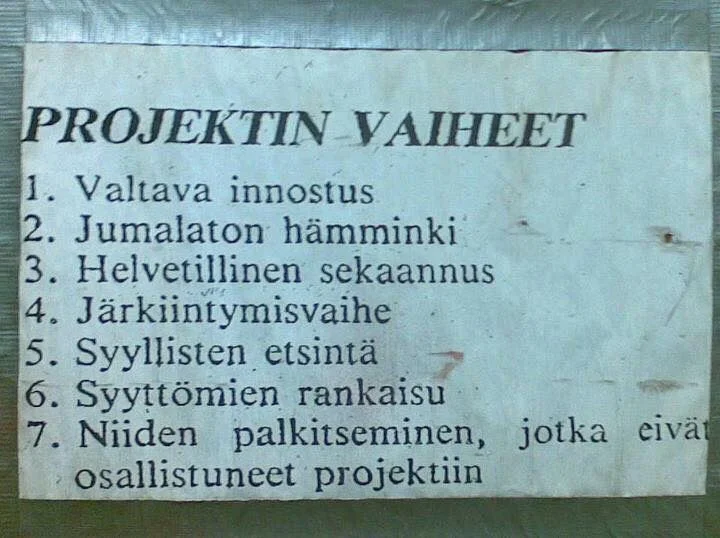 PROJEKTIN VAIHEET
1. Valtava innostus
2. Jumalaton hämminki
3. Helvetillinen sekaannus
4. Järkiintymisvaihe
5. Syyllisten etsintä
6. Syyttömien rankaisu
7. Niiden palkitseminen, jotka eivät
osallistuneet projektiin